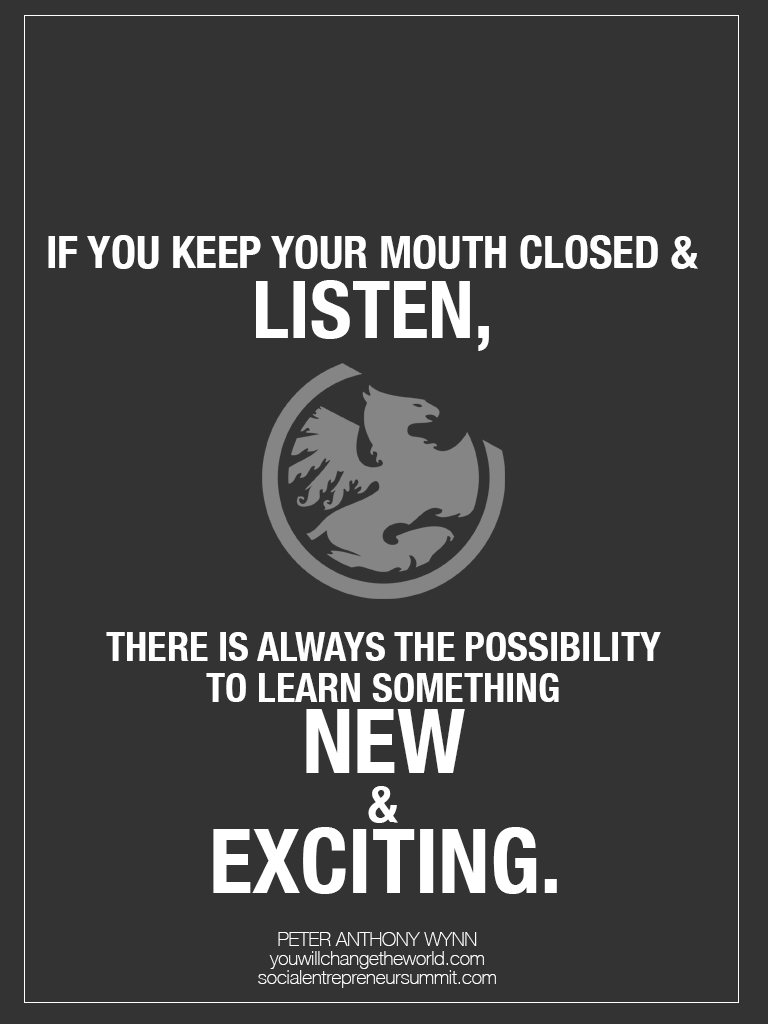 IF YOU KEEP YOUR MOUTH CLOSED &
LISTEN,
THERE IS ALWAYS THE POSSIBILITY
TO LEARN SOMETHING
NEW
&
EXCITING.
PETER ANTHONY WYNN
youwillchangetheworld.com
socialentrepreneursummit.com